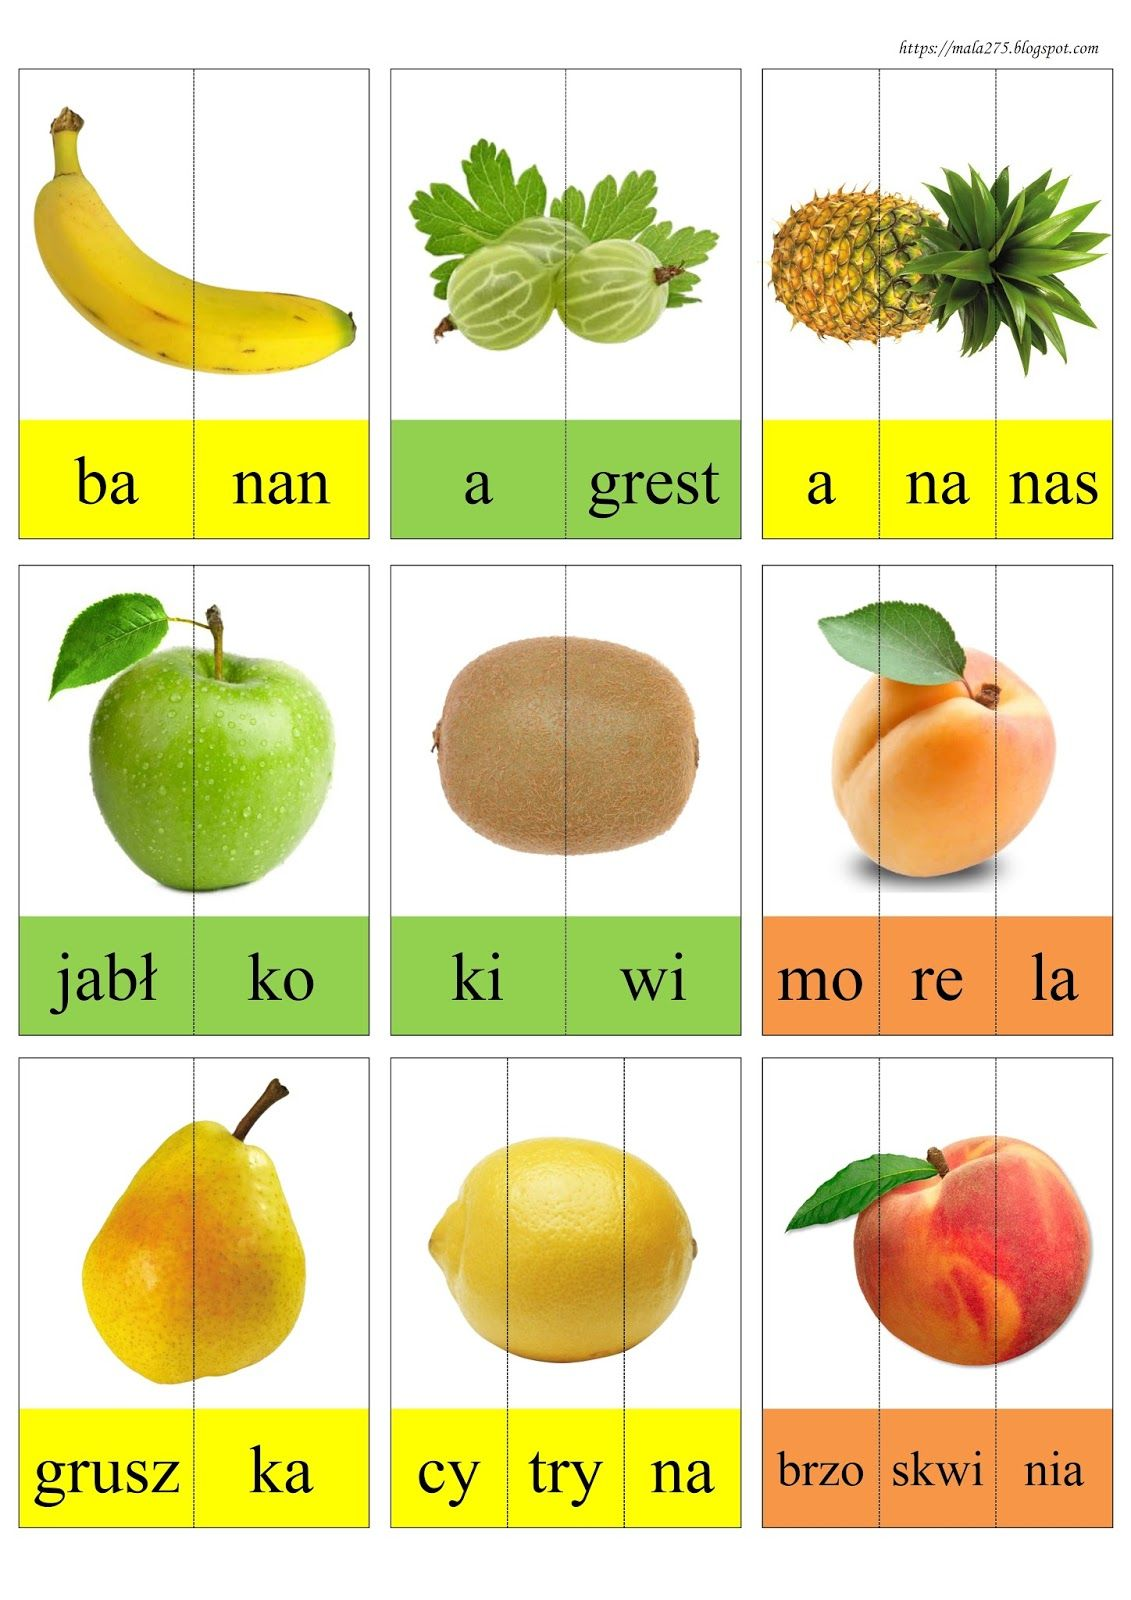 https://mala275.blogspot.com
ba nan
a grest
a na nas
jabł ko
ki wi
mo re la
grusz ka
cy try na
brzo skwi nia